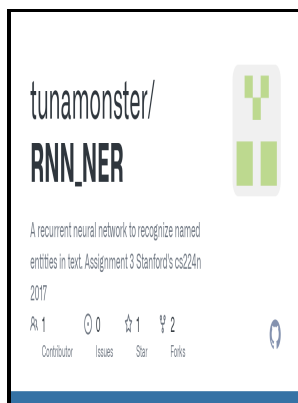 tunamonster/
RNN_NER
A recurrent neural network to recognize named
entities in text. Assignment 3 Stanford's cs224n
2017
1 0 1 2
Contributor Issues Star Forks